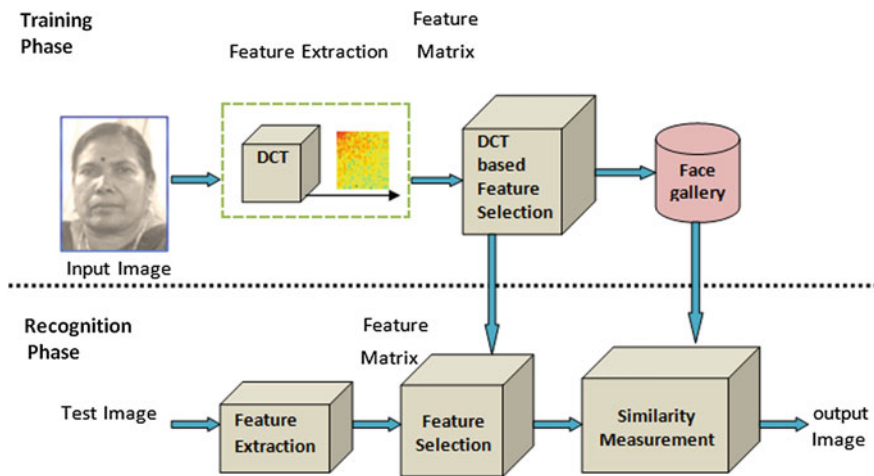 Training
Phase
Feature Extraction
Feature
Matrix
DCT
DCT
based
Feature
Selection
Face
gallery
Input Image
Recognition
Phase
Feature
Matrix
Test Image
Feature
Extraction
Feature
Selection
Similarity
Measurement
output
Image